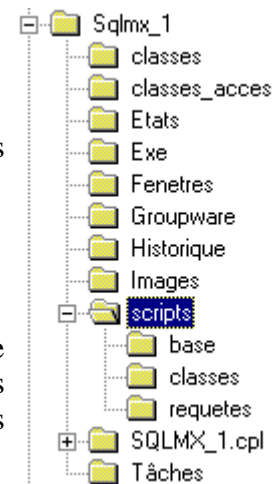 Sqlmx_1
classes
classes_acces
Etats
Exe
Fenetres
Groupware
Historique
Images
scripts
base
classes
requetes
SQLMX_1.cpl
Tâches